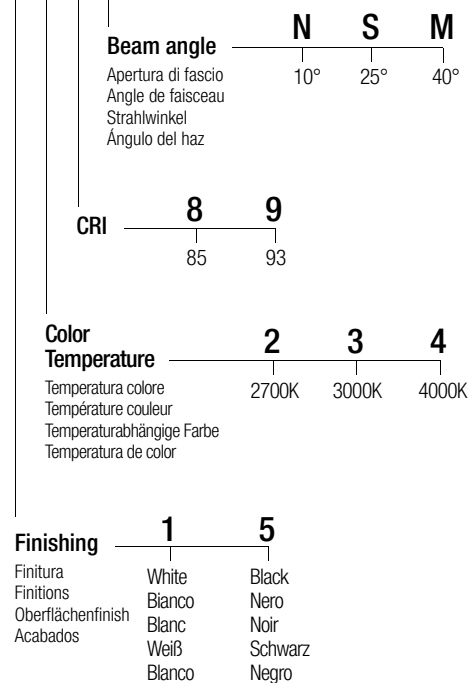 N S M
Beam angle
10° 25° 40°
Apertura di fascio
Angle de faisceau
Strahlwinkel
Ángulo del haz
8 9
CRI
85 93
Color
Temperature
2 3 4
2700K 3000K 4000K
Temperatura colore
Température couleur
Temperaturabhängige Farbe
Temperatura de color
1 5
Finishing
Finitura
Finitions
Oberflächenfinish
Acabados
White
Bianco
Blanc
Weiß
Blanco
Black
Nero
Noir
Schwarz
Negro